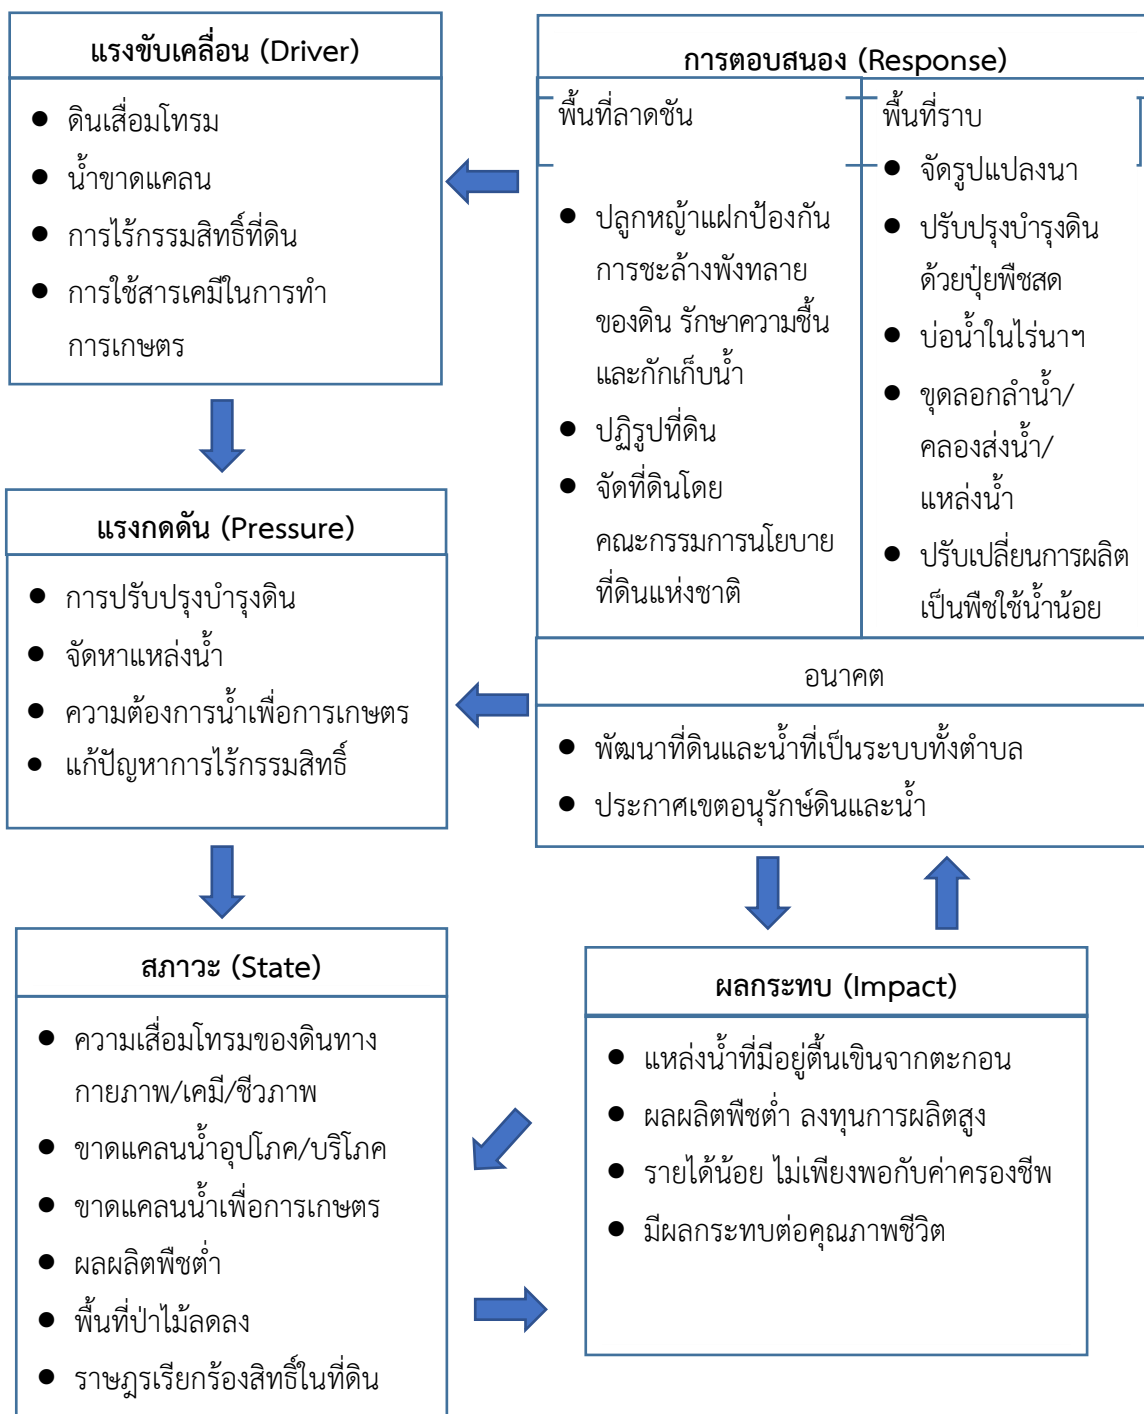 แรงขับเคลื่อน (Driver)
● ดินเสื่อมโทรม
● น้ำขาดแคลน
● การไร้กรรมสิทธิ์ที่ดิน
● การใช้สารเคมีในการทำ
การเกษตร
การตอบสนอง (Response)
พื้นที่ลาดชัน
● ปลูกหญ้าแฝกป้องกัน
การชะล้างพังทลาย
ของดิน รักษาความชื้น
และกักเก็บน้ำ
● ปฏิรูปที่ดิน
● จัดที่ดินโดย
คณะกรรมการนโยบาย
ที่ดินแห่งชาติ
พื้นที่ราบ
● จัดรูปแปลงนา
● ปรับปรุงบำรุงดิน
ด้วยปุ๋ยพืชสด
● บ่อน้ำในไร่นาฯ
● ขุดลอกลำน้ำ/
คลองส่งน้ำ/
แหล่งน้ำ
● ปรับเปลี่ยนการผลิต
เป็นพืชใช้น้ำน้อย
อนาคต
● พัฒนาที่ดินและน้ำที่เป็นระบบทั้งตำบล
● ประกาศเขตอนุรักษ์ดินและน้ำ
แรงกดดัน (Pressure)
● การปรับปรุงบำรุงดิน
● จัดหาแหล่งน้ำ
● ความต้องการน้ำเพื่อการเกษตร
● แก้ปัญหาการไร้กรรมสิทธิ์
สภาวะ (State)
● ความเสื่อมโทรมของดินทาง
กายภาพ/เคมี/ชีวภาพ
● ขาดแคลนน้ำอุปโภค/บริโภค
● ขาดแคลนน้ำเพื่อการเกษตร
● ผลผลิตพืชต่ำ
● พื้นที่ป่าไม้ลดลง
● ราษฎรเรียกร้องสิทธิ์ในที่ดิน
ผลกระทบ (Impact)
● แหล่งน้ำที่มีอยู่ตื้นเขินจากตะกอน
● ผลผลิตพืชต่ำ ลงทุนการผลิตสูง
● รายได้น้อย ไม่เพียงพอกับค่าครองชีพ
● มีผลกระทบต่อคุณภาพชีวิต